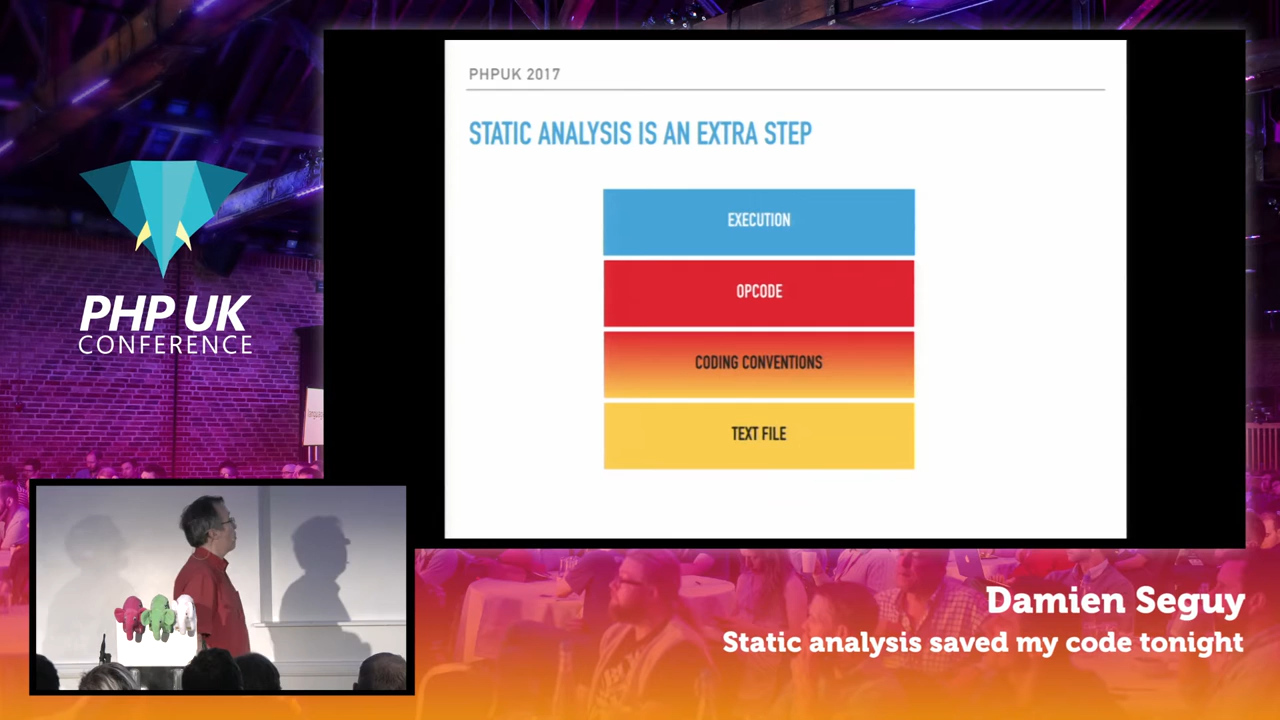 PHPUK 2017
STATIC ANALYSIS IS AN EXTRA STEP
EXECUTION
OPCODE
CODING CONVENTIONS
TEXT FILE
PHP UK
CONFERENCE
Damien Seguy
Static analysis saved my code tonight